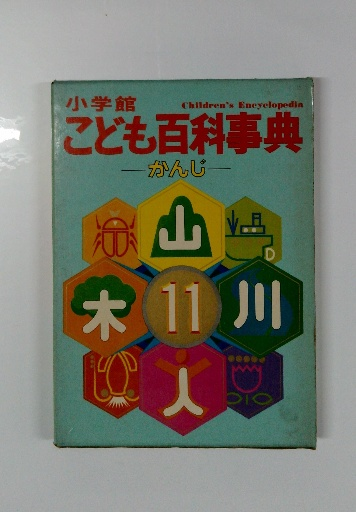 小学館
Children's Encyclopedia
こども百科事典
かんじ
山
木
11
川
人